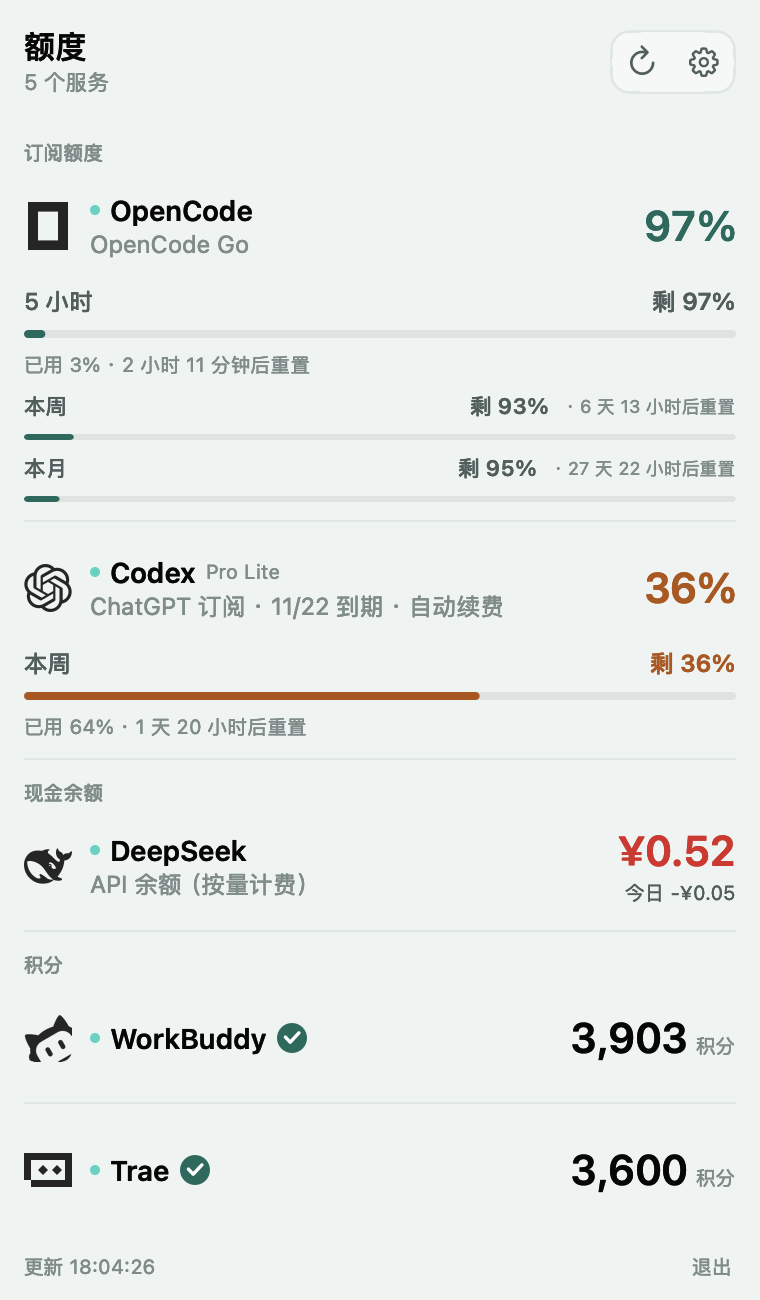 额度
5 个服务
订阅额度
OpenCode
97%
OpenCode Go
5 小时 剩 97%
已用 3% · 2 小时 11 分钟后重置
本周 剩 93% · 6 天 13 小时后重置
本月 剩 95% · 27 天 22 小时后重置
Codex Pro Lite
36%
ChatGPT 订阅 · 11/22 到期 · 自动续费
本周 剩 36%
已用 64% · 1 天 20 小时后重置
现金余额
DeepSeek
¥0.52
API 余额（按量计费）
今日 -¥0.05
积分
WorkBuddy 3,903 积分
Trae 3,600 积分
更新 18:04:26 退出